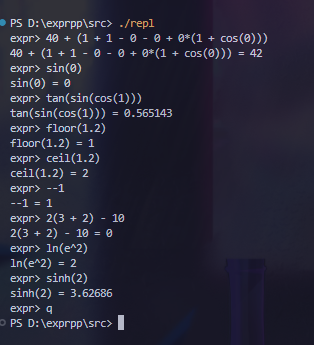 PS D:\exprpp\src> ./repl
expr> 40 + (1 + 1 - 0 - 0 + 0*(1 + cos(0)))
40 + (1 + 1 - 0 - 0 + 0*(1 + cos(0))) = 42
expr> sin(0)
sin(0) = 0
expr> tan(sin(cos(1)))
tan(sin(cos(1))) = 0.565143
expr> floor(1.2)
floor(1.2) = 1
expr> ceil(1.2)
ceil(1.2) = 2
expr> --1
--1 = 1
expr> 2(3 + 2) - 10
2(3 + 2) - 10 = 0
expr> ln(e^2)
ln(e^2) = 2
expr> sinh(2)
sinh(2) = 3.62686
expr> q
PS D:\exprpp\src>